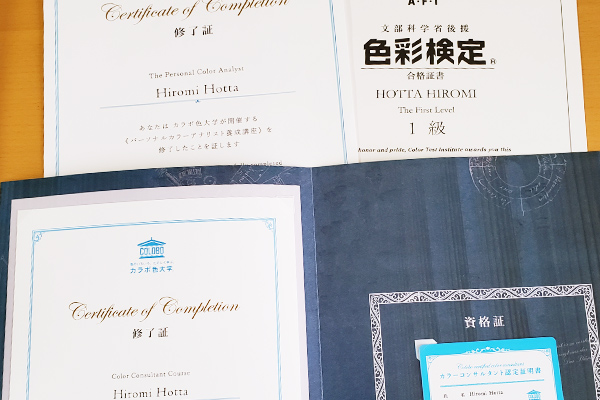 Certificate of Completion
修了証
The Personal Color Analyst
Hiromi Hotta
あなたは カラボ色大学が開催する
《パーソナルカラーアナリスト養成講座》を
修了したことを証します
A・F・T
文部科学省後援
色彩検定®
合格証書
HOTTA HIROMI
The First Level
1 級
honor and pride, Color Test Institute awards you this
COLABO
カラボ色大学
Certificate of Completion
修了証
Color Consultant Course
Hiromi Hotta
資格証
カラーコンサルタント認定証明書
氏 名 Hiromi Hotta